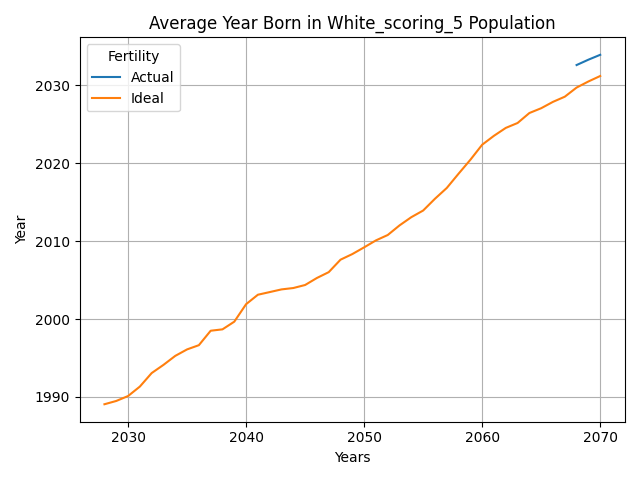 Average Year Born in White_scoring_5 Population
Fertility
Actual
Ideal
Year
2030
2020
2010
2000
1990
2030 2040 2050 2060 2070
Years